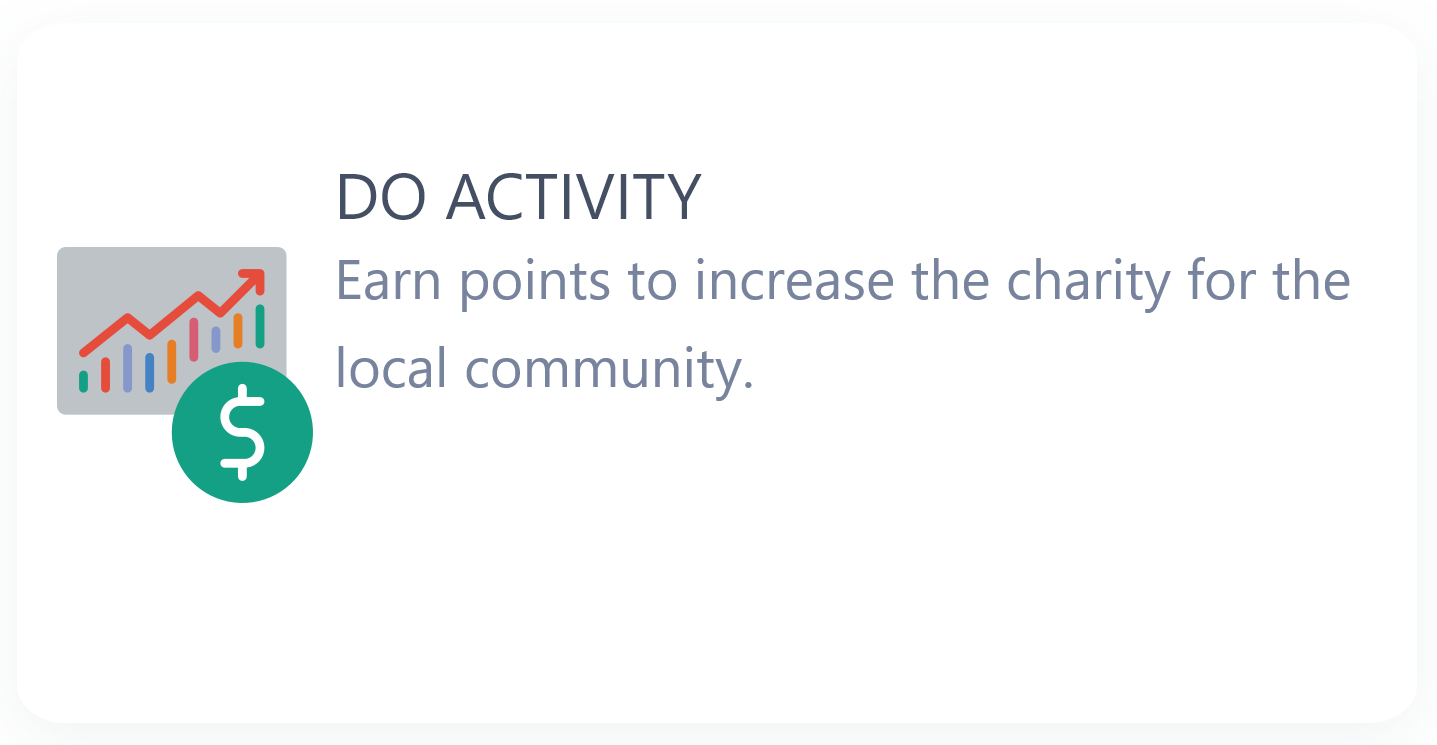 DO ACTIVITY
Earn points to increase the charity for the
local community.
$